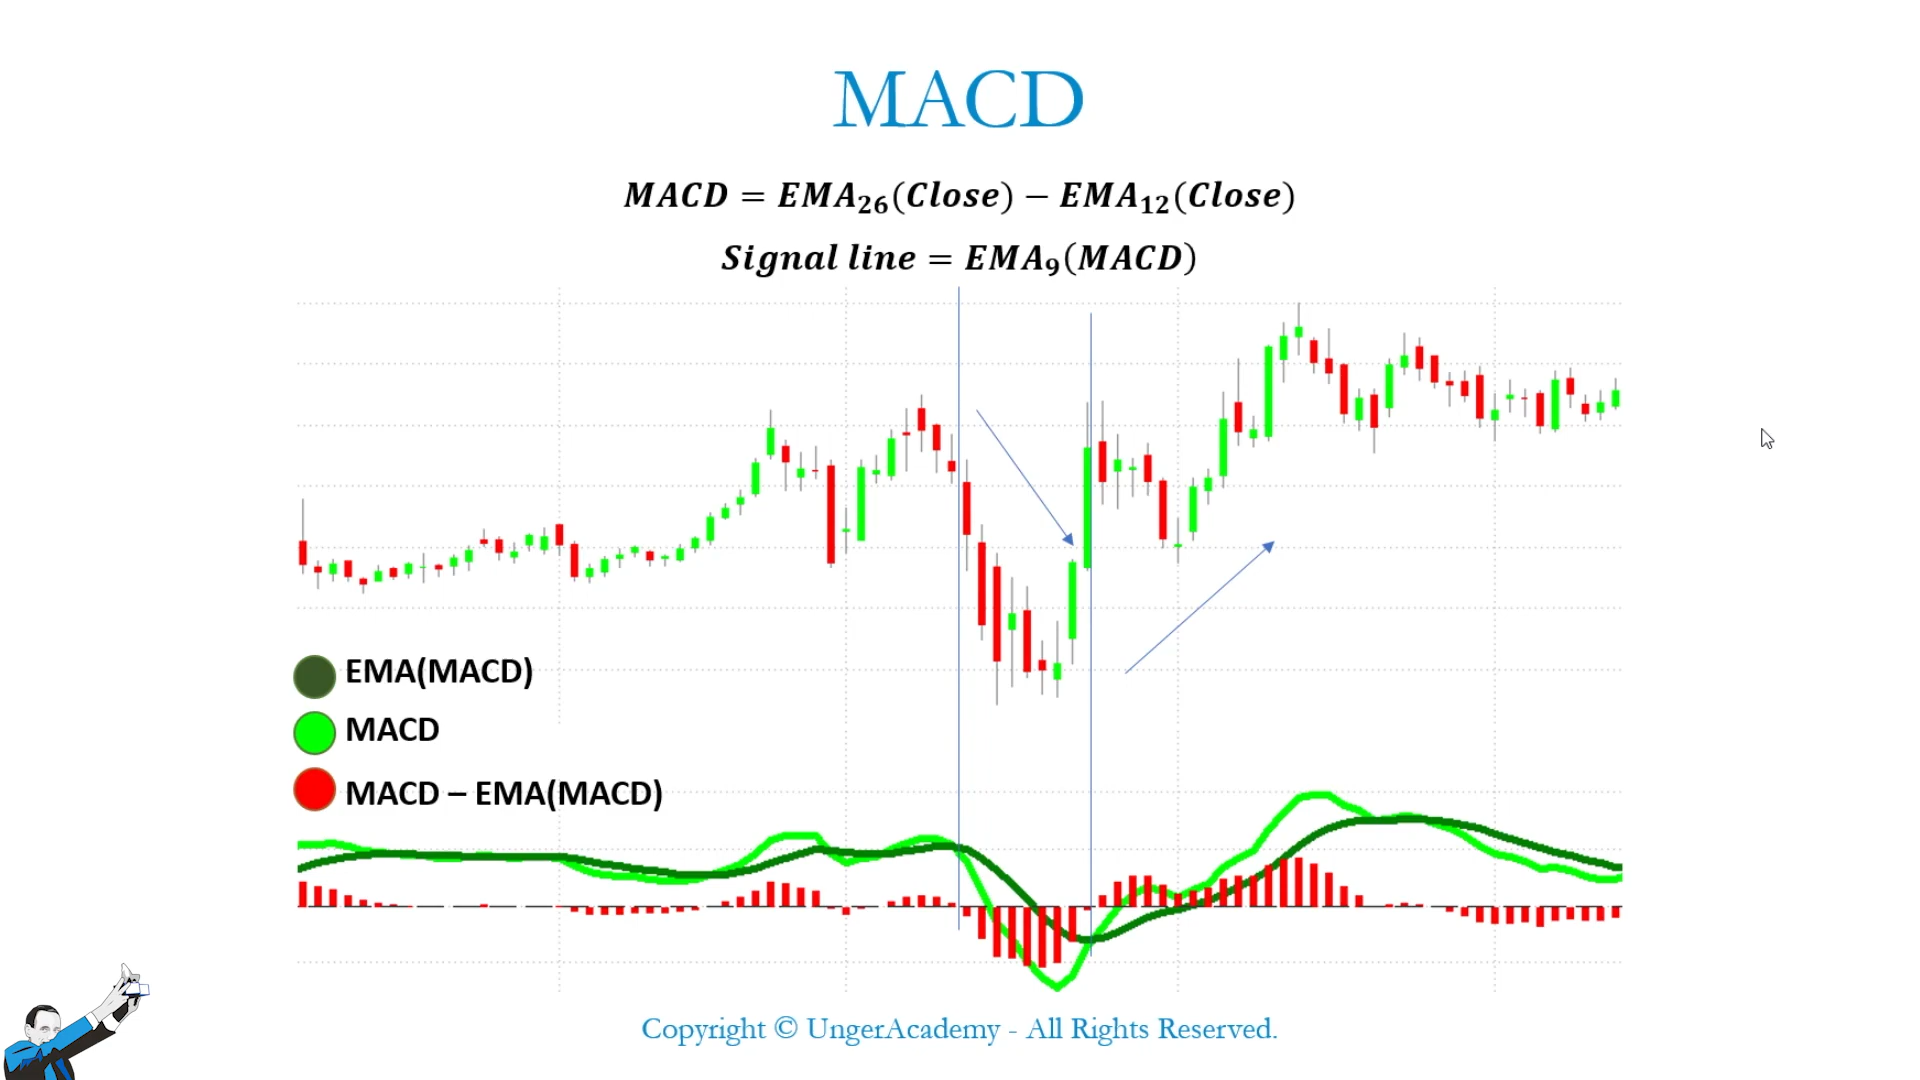 MACD
MACD = EMA₂₆(Close) − EMA₁₂(Close)
Signal line = EMA₉(MACD)
EMA(MACD)
MACD
MACD – EMA(MACD)
Copyright © UngerAcademy - All Rights Reserved.